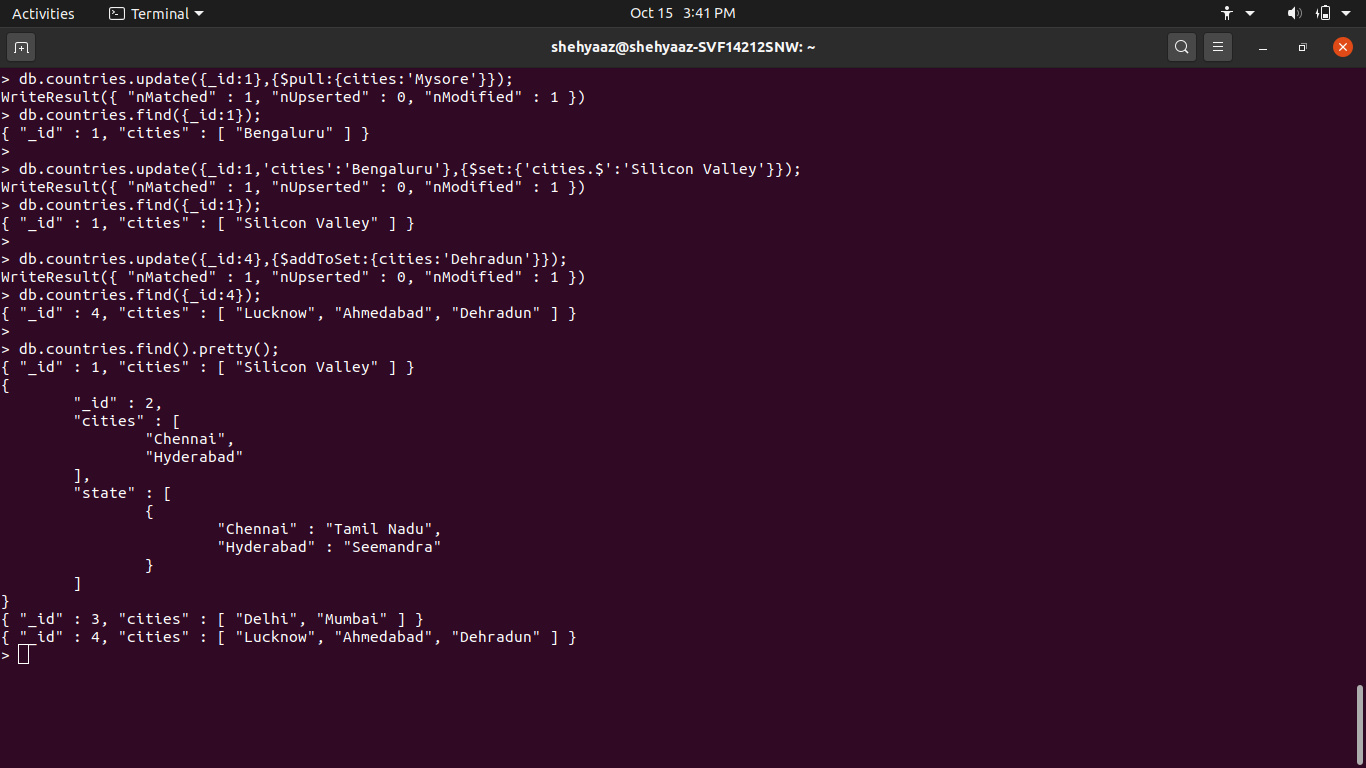 Activities Terminal Oct 15 3:41 PM
shehyaaz@shehyaaz-SVF14212SNW: ~
> db.countries.update({_id:1},{$pull:{cities:'Mysore'}});
WriteResult({ "nMatched" : 1, "nUpserted" : 0, "nModified" : 1 })
> db.countries.find({_id:1});
{ "_id" : 1, "cities" : [ "Bengaluru" ] }
>
> db.countries.update({_id:1,'cities':'Bengaluru'},{$set:{'cities.$':'Silicon Valley'}});
WriteResult({ "nMatched" : 1, "nUpserted" : 0, "nModified" : 1 })
> db.countries.find({_id:1});
{ "_id" : 1, "cities" : [ "Silicon Valley" ] }
>
> db.countries.update({_id:4},{$addToSet:{cities:'Dehradun'}});
WriteResult({ "nMatched" : 1, "nUpserted" : 0, "nModified" : 1 })
> db.countries.find({_id:4});
{ "_id" : 4, "cities" : [ "Lucknow", "Ahmedabad", "Dehradun" ] }
>
> db.countries.find().pretty();
{ "_id" : 1, "cities" : [ "Silicon Valley" ] }
{
        "_id" : 2,
        "cities" : [
                "Chennai",
                "Hyderabad"
        ],
        "state" : [
                {
                        "Chennai" : "Tamil Nadu",
                        "Hyderabad" : "Seemandra"
                }
        ]
}
{ "_id" : 3, "cities" : [ "Delhi", "Mumbai" ] }
{ "_id" : 4, "cities" : [ "Lucknow", "Ahmedabad", "Dehradun" ] }
>